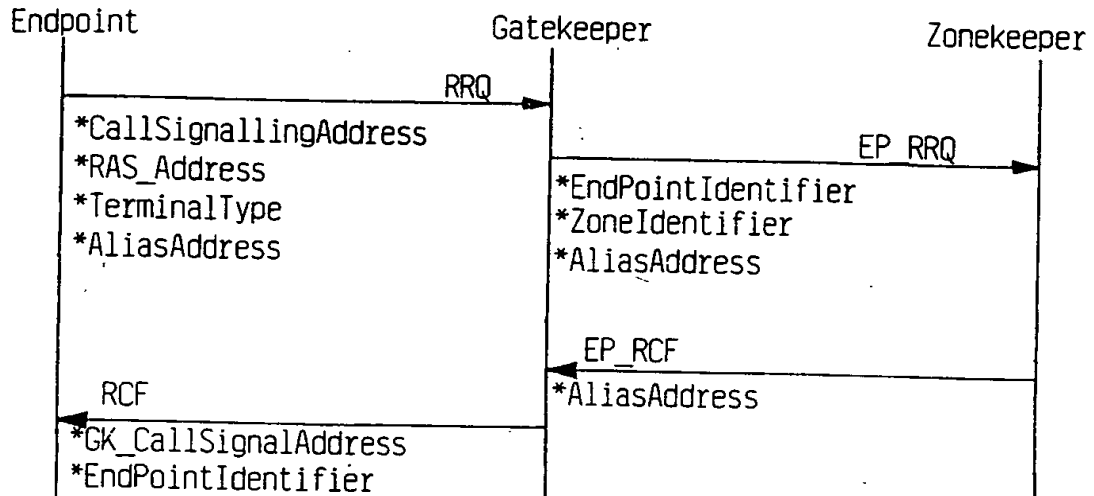 Endpoint
Gatekeeper
Zonekeeper
RRQ
*CallSignallingAddress
*RAS_Address
*TerminalType
*AliasAddress
EP_RRQ
*EndPointIdentifier
*ZoneIdentifier
*AliasAddress
EP_RCF
*AliasAddress
RCF
*GK_CallSignalAddress
*EndPointIdentifier